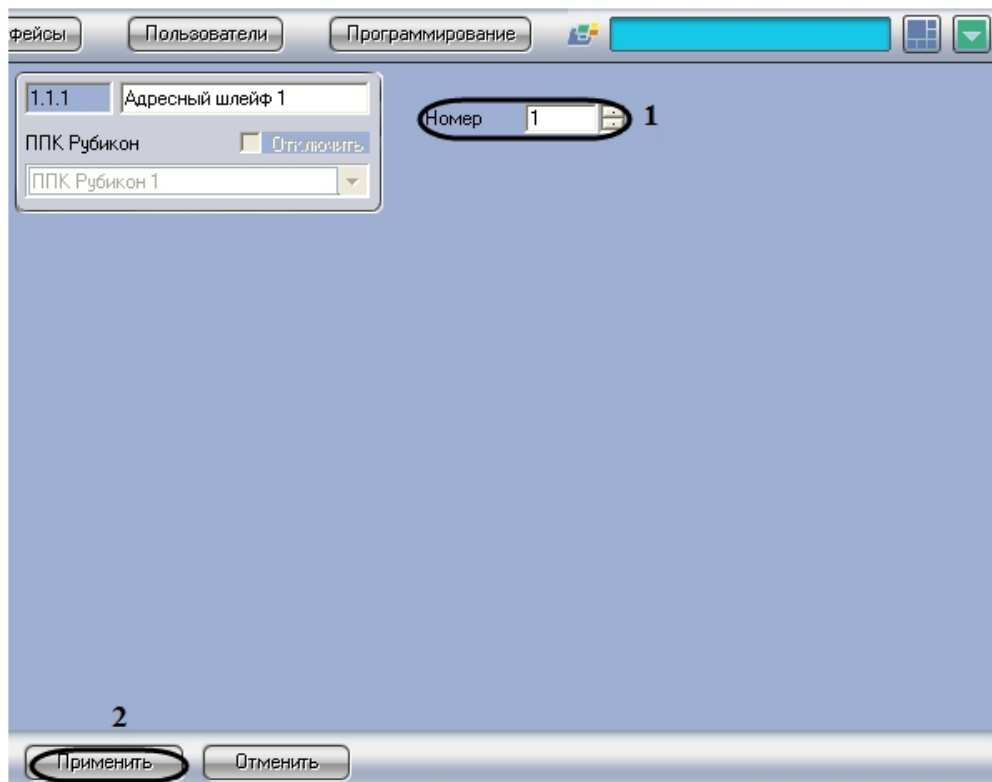 фейсы Пользователи Программирование
1.1.1 Адресный шлейф 1
Номер 1 1
ППК Рубикон Отключить
ППК Рубикон 1
2
Применить Отменить